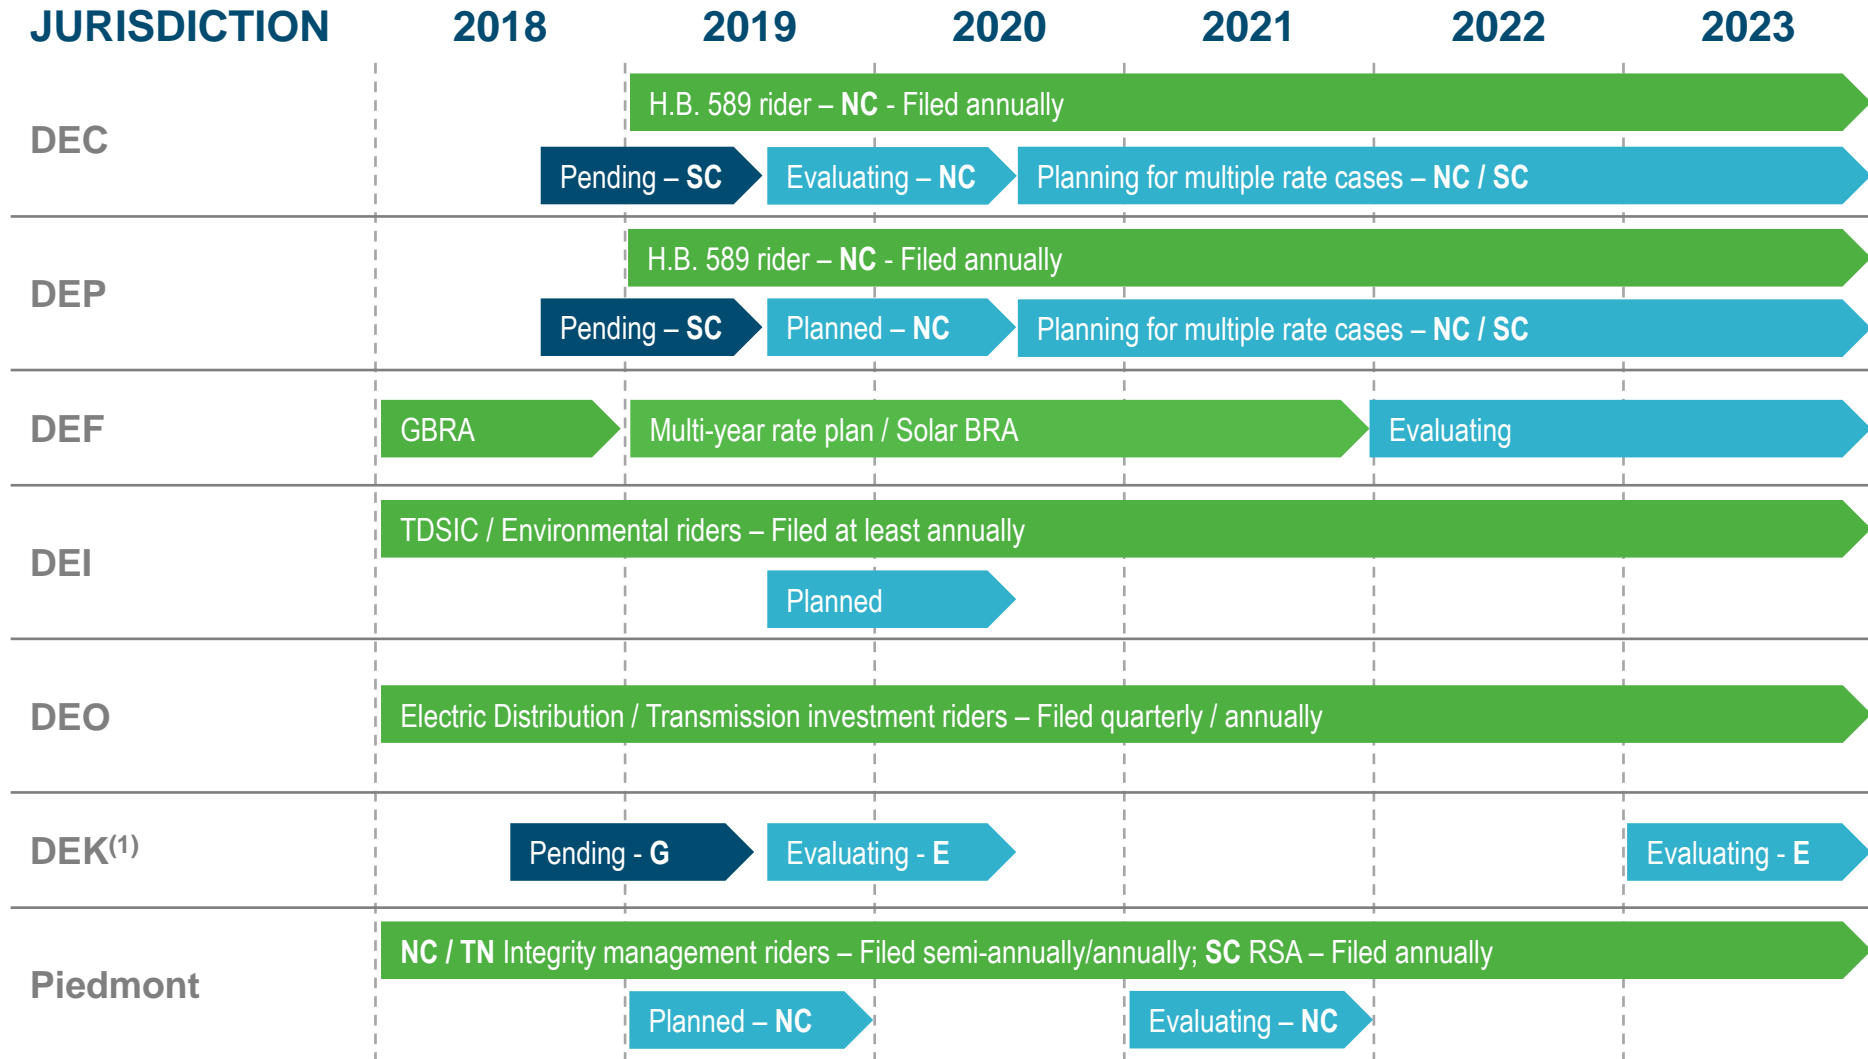 JURISDICTION 2018 2019 2020 2021 2022 2023
DEC
H.B. 589 rider – NC - Filed annually
Pending – SC
Evaluating – NC
Planning for multiple rate cases – NC / SC
DEP
H.B. 589 rider – NC - Filed annually
Pending – SC
Planned – NC
Planning for multiple rate cases – NC / SC
DEF
GBRA
Multi-year rate plan / Solar BRA
Evaluating
DEI
TDSIC / Environmental riders – Filed at least annually
Planned
DEO
Electric Distribution / Transmission investment riders – Filed quarterly / annually
DEK(1)
Pending - G
Evaluating - E
Evaluating - E
Piedmont
NC / TN Integrity management riders – Filed semi-annually/annually; SC RSA – Filed annually
Planned – NC
Evaluating – NC